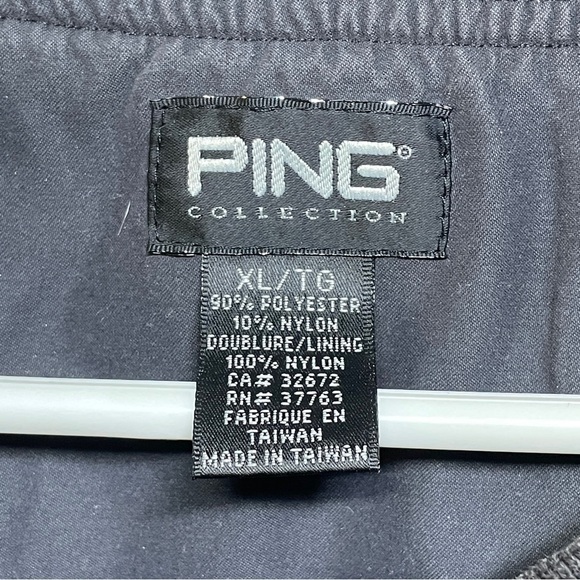 PING®
COLLECTION
XL/TG
90% POLYESTER
10% NYLON
DOUBLURE/LINING
100% NYLON
CA# 32672
RN# 37763
FABRIQUE EN
TAIWAN
MADE IN TAIWAN